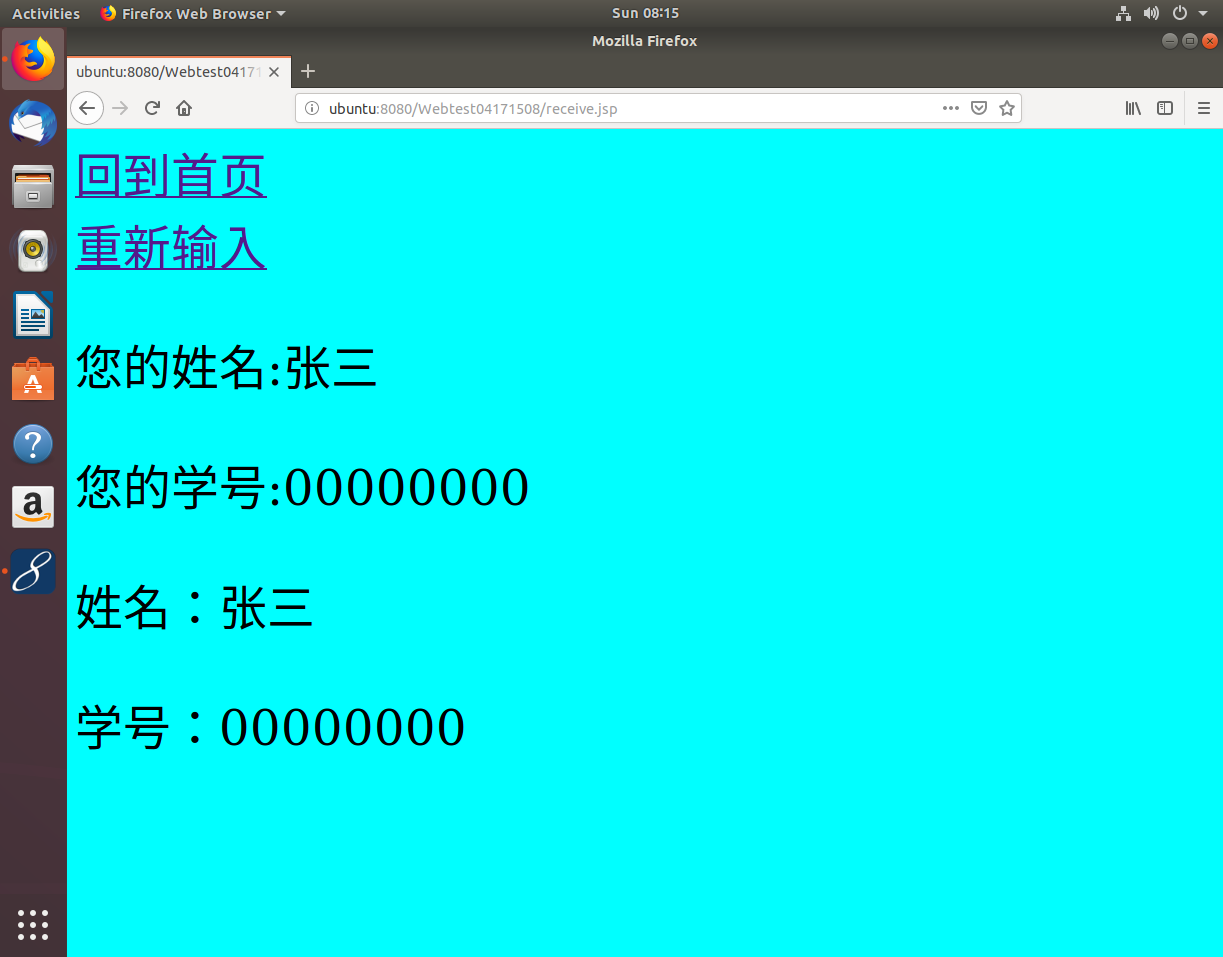 Activities Firefox Web Browser Sun 08:15
Mozilla Firefox
ubuntu:8080/Webtest04171
ubuntu:8080/Webtest04171508/receive.jsp
回到首页
重新输入
您的姓名:张三
您的学号:00000000
姓名：张三
学号：00000000